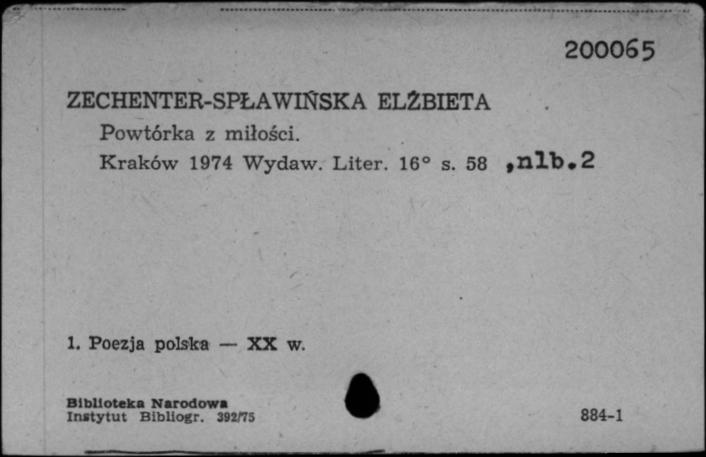 200065
ZECHENTER-SPŁAWIŃSKA ELŻBIETA
Powtórka z miłości.
Kraków 1974 Wydaw. Liter. 16° s. 58 ,nlb.2
1. Poezja polska — XX w.
Biblioteka Narodowa
Instytut Bibliogr. 392/75
884-1